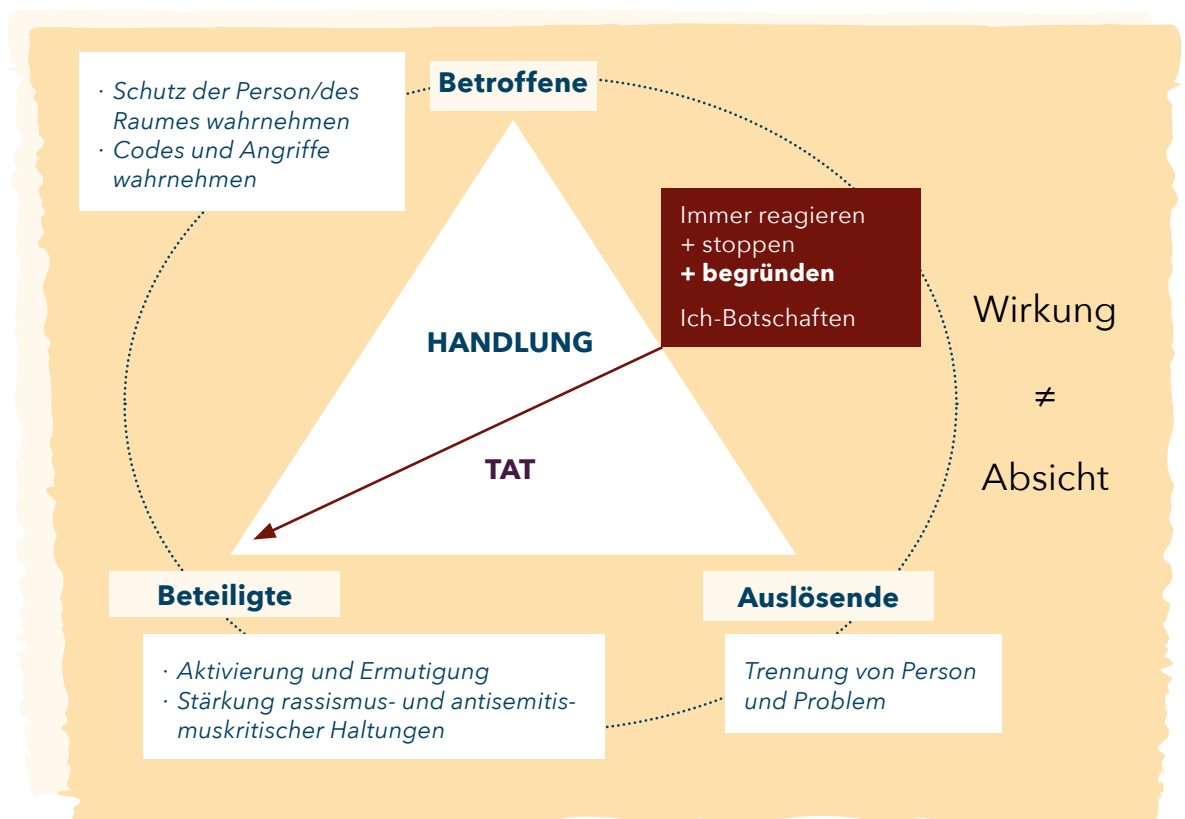 Betroffene
· Schutz der Person/des
Raumes wahrnehmen
· Codes und Angriffe
wahrnehmen
Immer reagieren
+ stoppen
+ begründen
Ich-Botschaften
Wirkung
≠
Absicht
HANDLUNG
TAT
Beteiligte
· Aktivierung und Ermutigung
· Stärkung rassismus- und antisemitis-
muskritischer Haltungen
Auslösende
Trennung von Person
und Problem